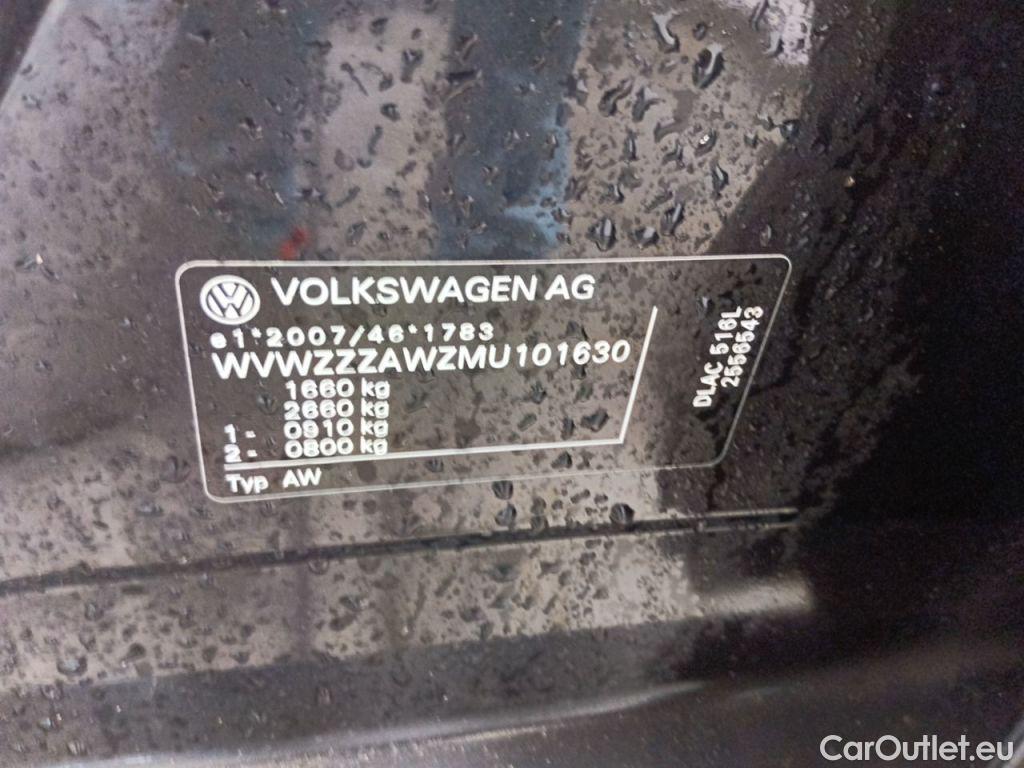 VW VOLKSWAGEN AG
e1*2007/46*1783
WVWZZZAWZMU101630
1660 kg
2660 kg
1- 0910 kg
2- 0800 kg
Typ AW
DLAC 516L
2556543
CarOutlet.eu